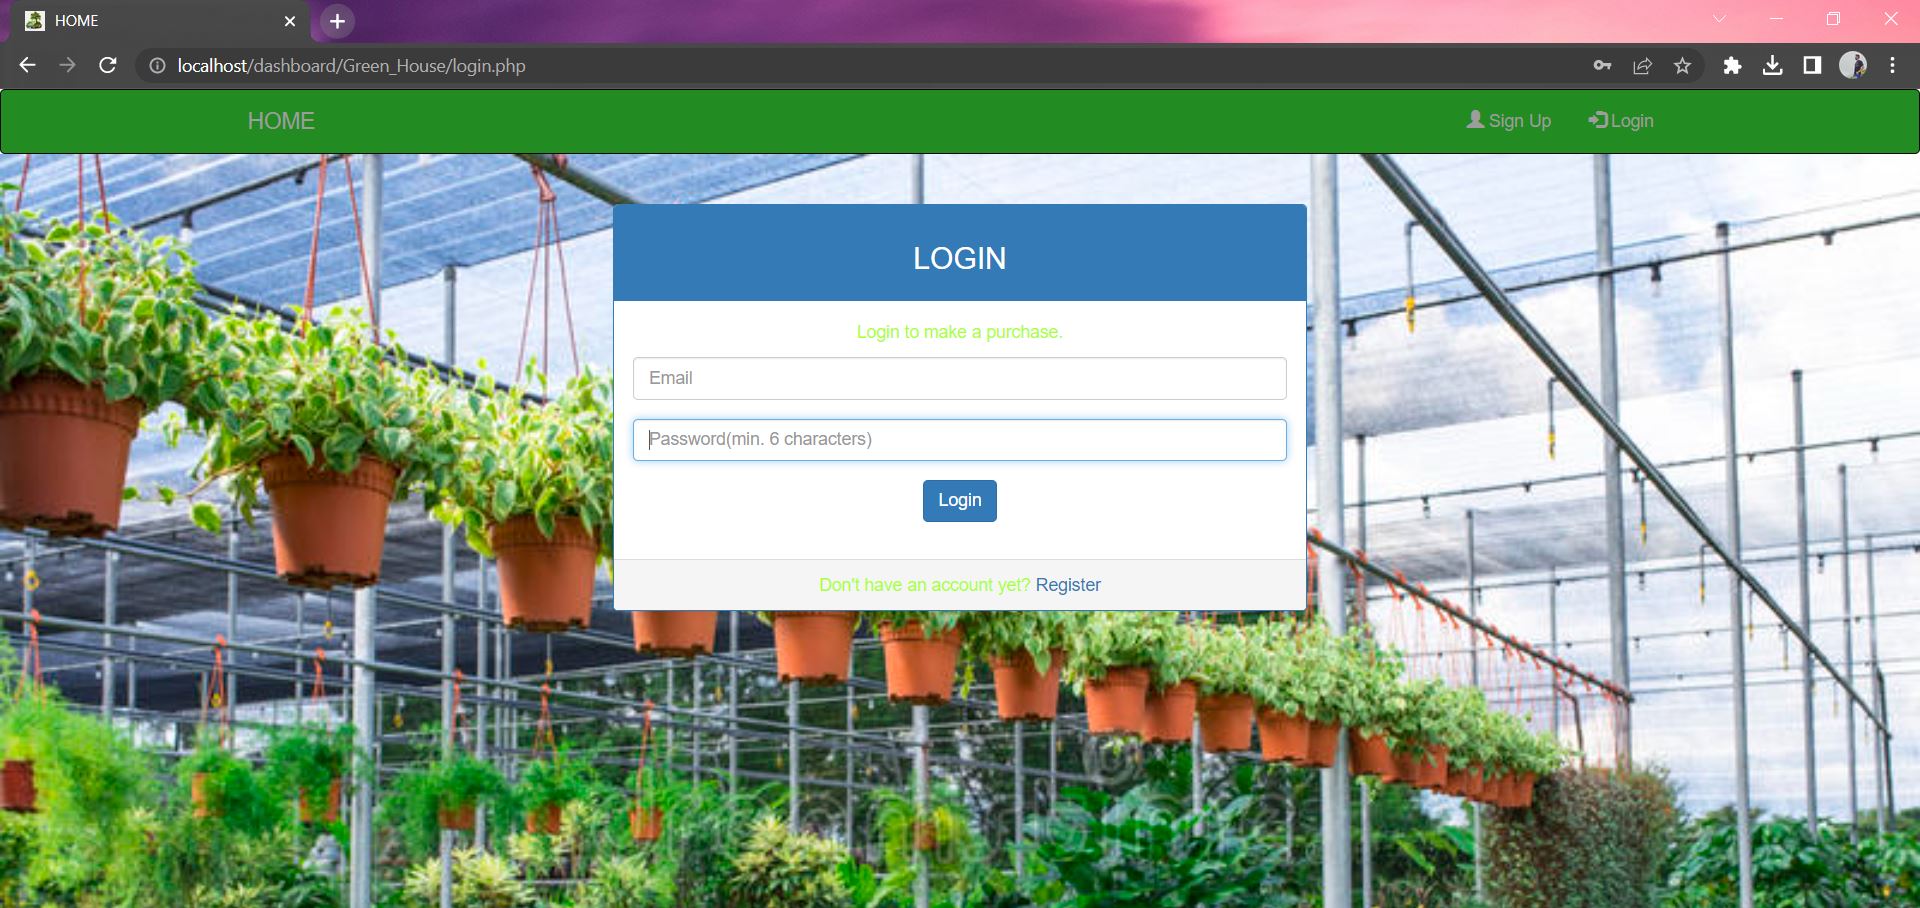 HOME
localhost/dashboard/Green_House/login.php
HOME
Sign Up
Login
LOGIN
Login to make a purchase.
Email
Password(min. 6 characters)
Login
Don't have an account yet? Register